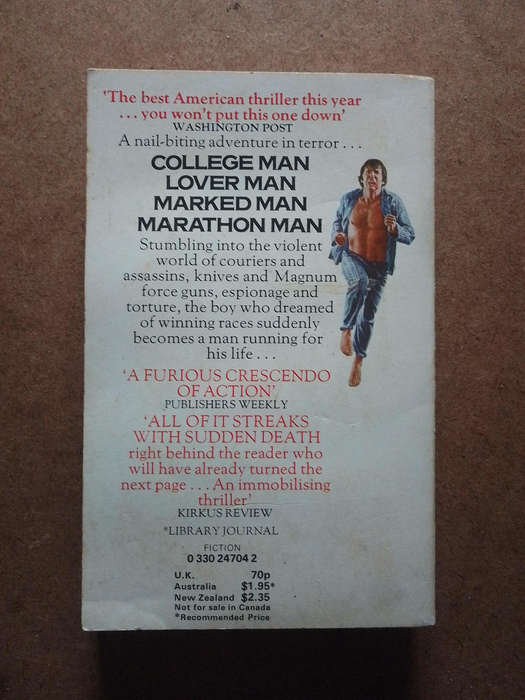 'The best American thriller this year
... you won't put this one down'
WASHINGTON POST
A nail-biting adventure in terror ...
COLLEGE MAN
LOVER MAN
MARKED MAN
MARATHON MAN
Stumbling into the violent
world of couriers and
assassins, knives and Magnum
force guns, espionage and
torture, the boy who dreamed
of winning races suddenly
becomes a man running for
his life ...
'A FURIOUS CRESCENDO
OF ACTION'
PUBLISHERS WEEKLY
'ALL OF IT STREAKS
WITH SUDDEN DEATH
right behind the reader who
will have already turned the
next page ... An immobilising
thriller'
KIRKUS REVIEW
*LIBRARY JOURNAL
FICTION
0 330 24704 2
U.K. 70p
Australia $1.95*
New Zealand $2.35
Not for sale in Canada
*Recommended Price